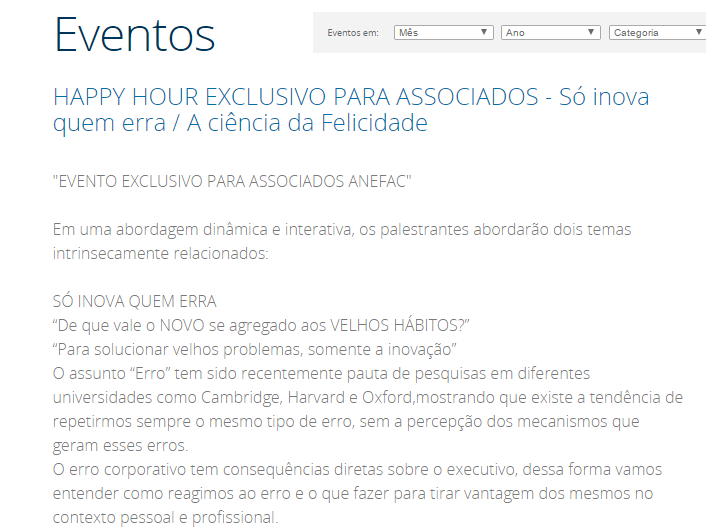 Eventos
Eventos em: Mês Ano Categoria
HAPPY HOUR EXCLUSIVO PARA ASSOCIADOS - Só inova
quem erra / A ciência da Felicidade
"EVENTO EXCLUSIVO PARA ASSOCIADOS ANEFAC"
Em uma abordagem dinâmica e interativa, os palestrantes abordarão dois temas
intrinsecamente relacionados:
SÓ INOVA QUEM ERRA
“De que vale o NOVO se agregado aos VELHOS HÁBITOS?”
“Para solucionar velhos problemas, somente a inovação”
O assunto “Erro” tem sido recentemente pauta de pesquisas em diferentes
universidades como Cambridge, Harvard e Oxford,mostrando que existe a tendência de
repetirmos sempre o mesmo tipo de erro, sem a percepção dos mecanismos que
geram esses erros.
O erro corporativo tem consequências diretas sobre o executivo, dessa forma vamos
entender como reagimos ao erro e o que fazer para tirar vantagem dos mesmos no
contexto pessoal e profissional.